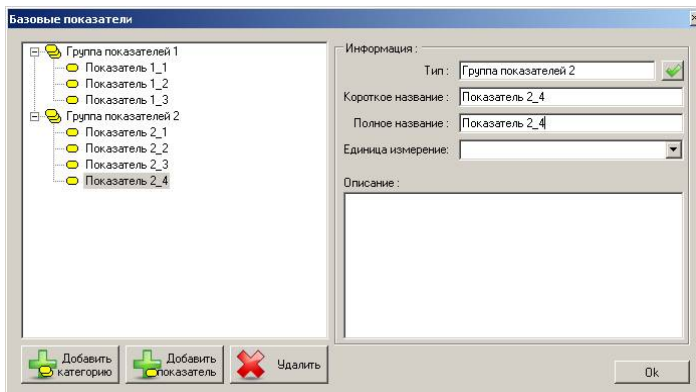 Базовые показатели
Группа показателей 1
Показатель 1_1
Показатель 1_2
Показатель 1_3
Группа показателей 2
Показатель 2_1
Показатель 2_2
Показатель 2_3
Показатель 2_4
Информация :
Тип : Группа показателей 2
Короткое название : Показатель 2_4
Полное название : Показатель 2_4
Единица измерение:
Описание :
Добавить категорию
Добавить показатель
Удалить
Ok